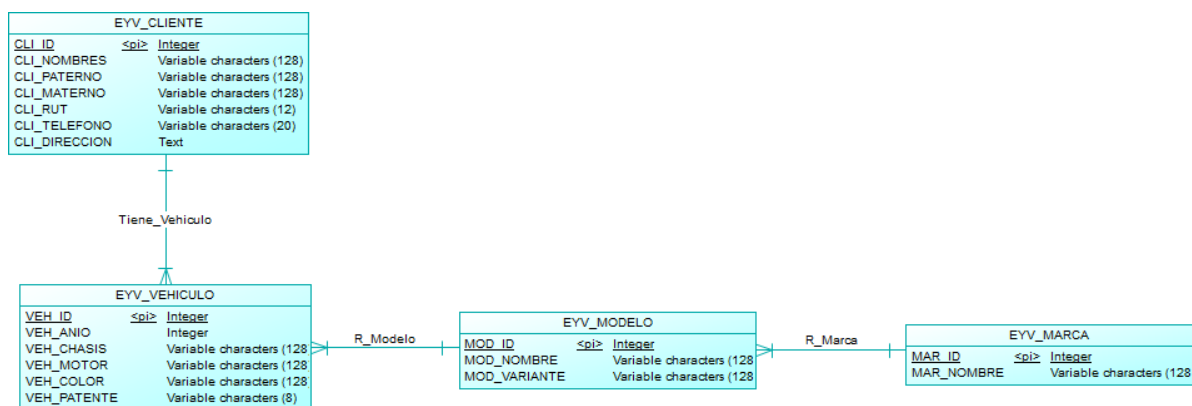 EYV_CLIENTE
CLI_ID <pi> Integer
CLI_NOMBRES Variable characters (128)
CLI_PATERNO Variable characters (128)
CLI_MATERNO Variable characters (128)
CLI_RUT Variable characters (12)
CLI_TELEFONO Variable characters (20)
CLI_DIRECCION Text
Tiene_Vehiculo
EYV_VEHICULO
VEH_ID <pi> Integer
VEH_ANIO Integer
VEH_CHASIS Variable characters (128
VEH_MOTOR Variable characters (128
VEH_COLOR Variable characters (128
VEH_PATENTE Variable characters (8)
R_Modelo
EYV_MODELO
MOD_ID <pi> Integer
MOD_NOMBRE Variable characters (128
MOD_VARIANTE Variable characters (128
R_Marca
EYV_MARCA
MAR_ID <pi> Integer
MAR_NOMBRE Variable characters (128